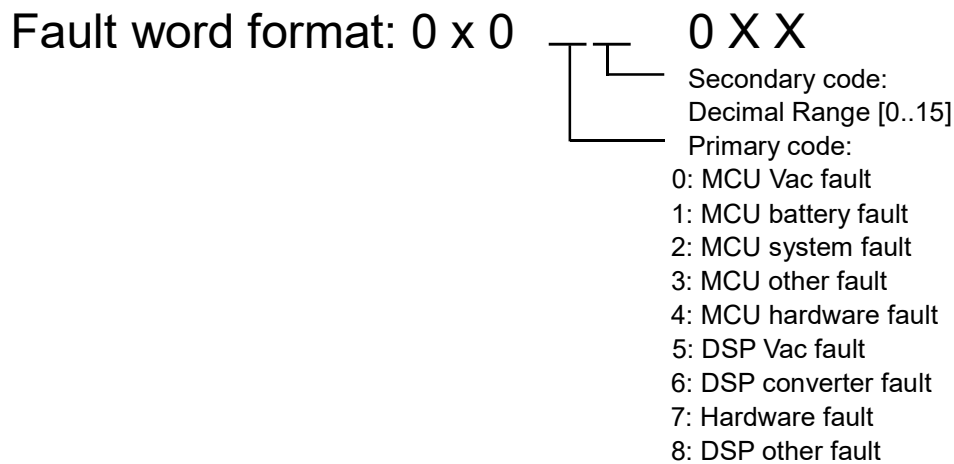 Fault word format: 0 x 0 _ _ 0 X X
Secondary code:
Decimal Range [0..15]
Primary code:
0: MCU Vac fault
1: MCU battery fault
2: MCU system fault
3: MCU other fault
4: MCU hardware fault
5: DSP Vac fault
6: DSP converter fault
7: Hardware fault
8: DSP other fault